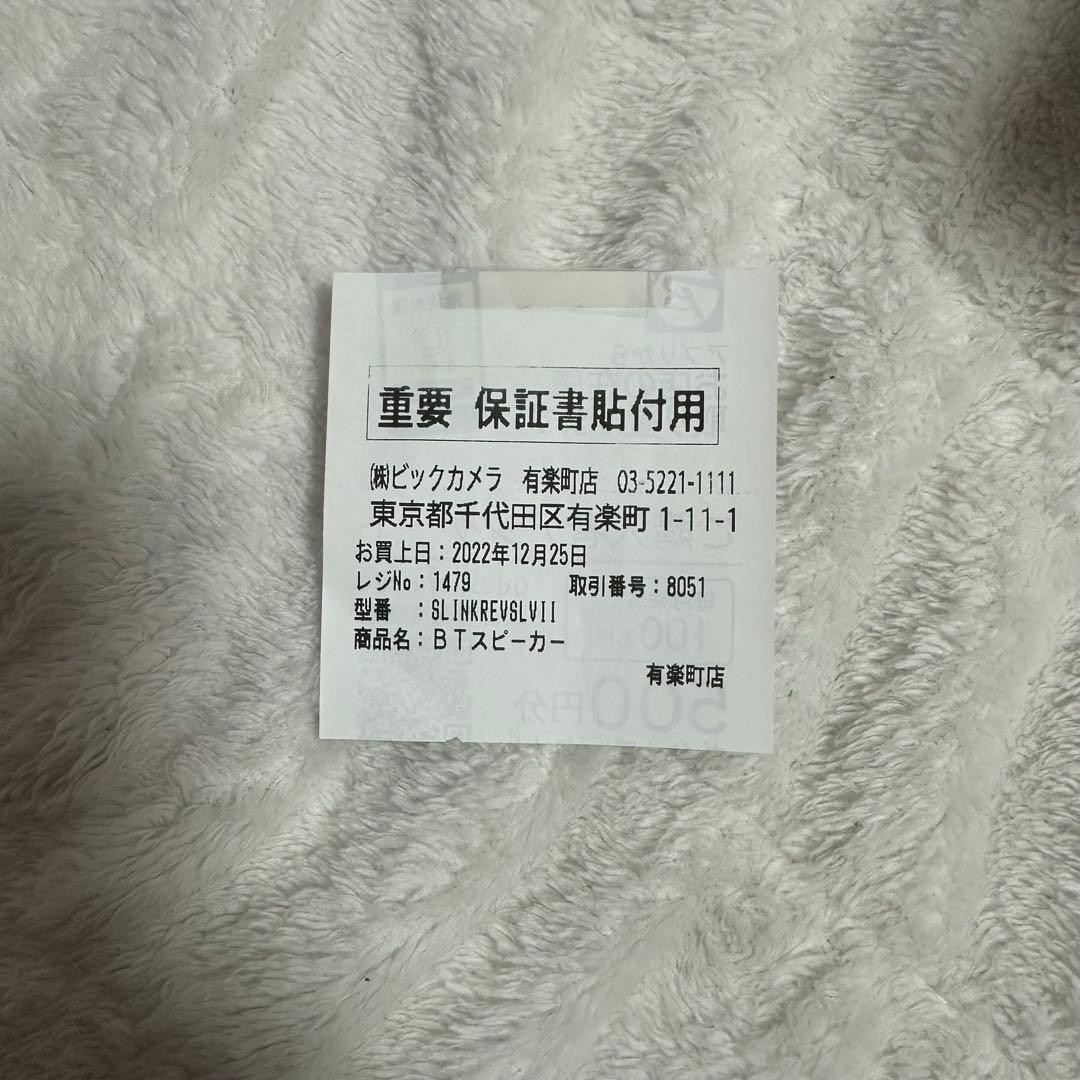 重要 保証書貼付用
㈱ビックカメラ 有楽町店 03-5221-1111
東京都千代田区有楽町1-11-1
お買上日：2022年12月25日
レジNo：1479 取引番号：8051
型番 ：SLINKREVSLVII
商品名：ＢＴスピーカー
有楽町店